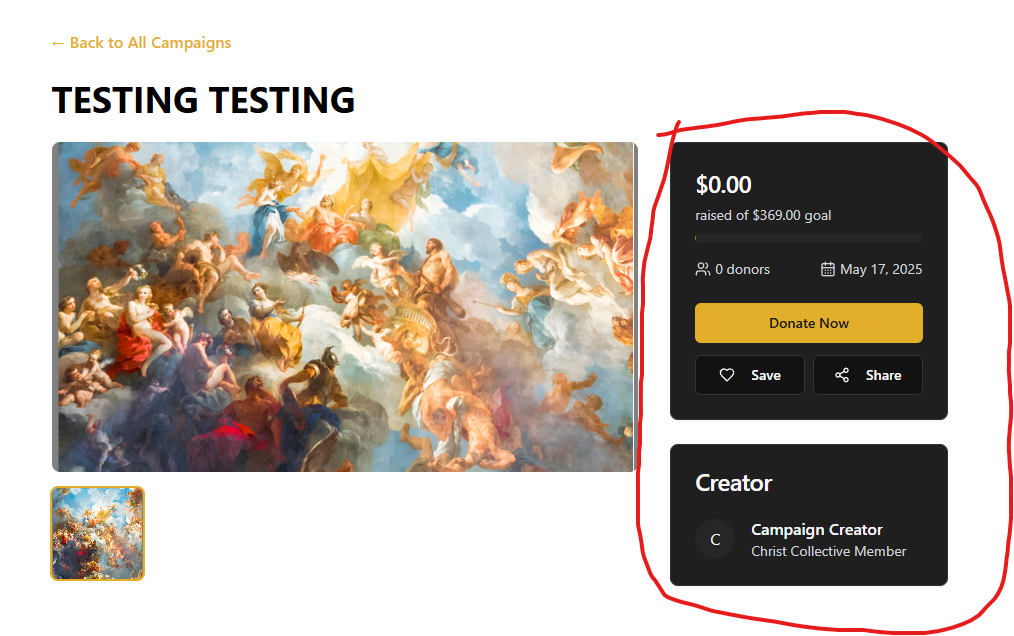 ← Back to All Campaigns
TESTING TESTING
$0.00
raised of $369.00 goal
0 donors
May 17, 2025
Donate Now
Save
Share
Creator
C
Campaign Creator
Christ Collective Member